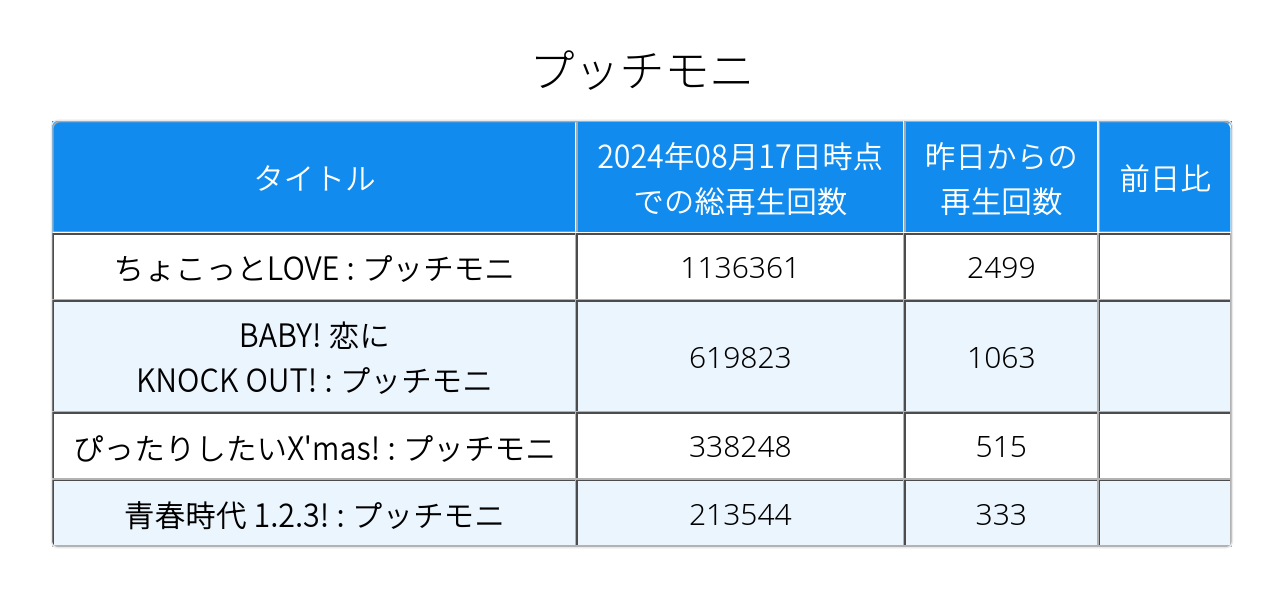 プッチモニ
タイトル
2024年08月17日時点
での総再生回数
昨日からの
再生回数
前日比
ちょこっとLOVE : プッチモニ
1136361
2499
BABY! 恋に
KNOCK OUT! : プッチモニ
619823
1063
ぴったりしたいX'mas! : プッチモニ
338248
515
青春時代 1.2.3! : プッチモニ
213544
333